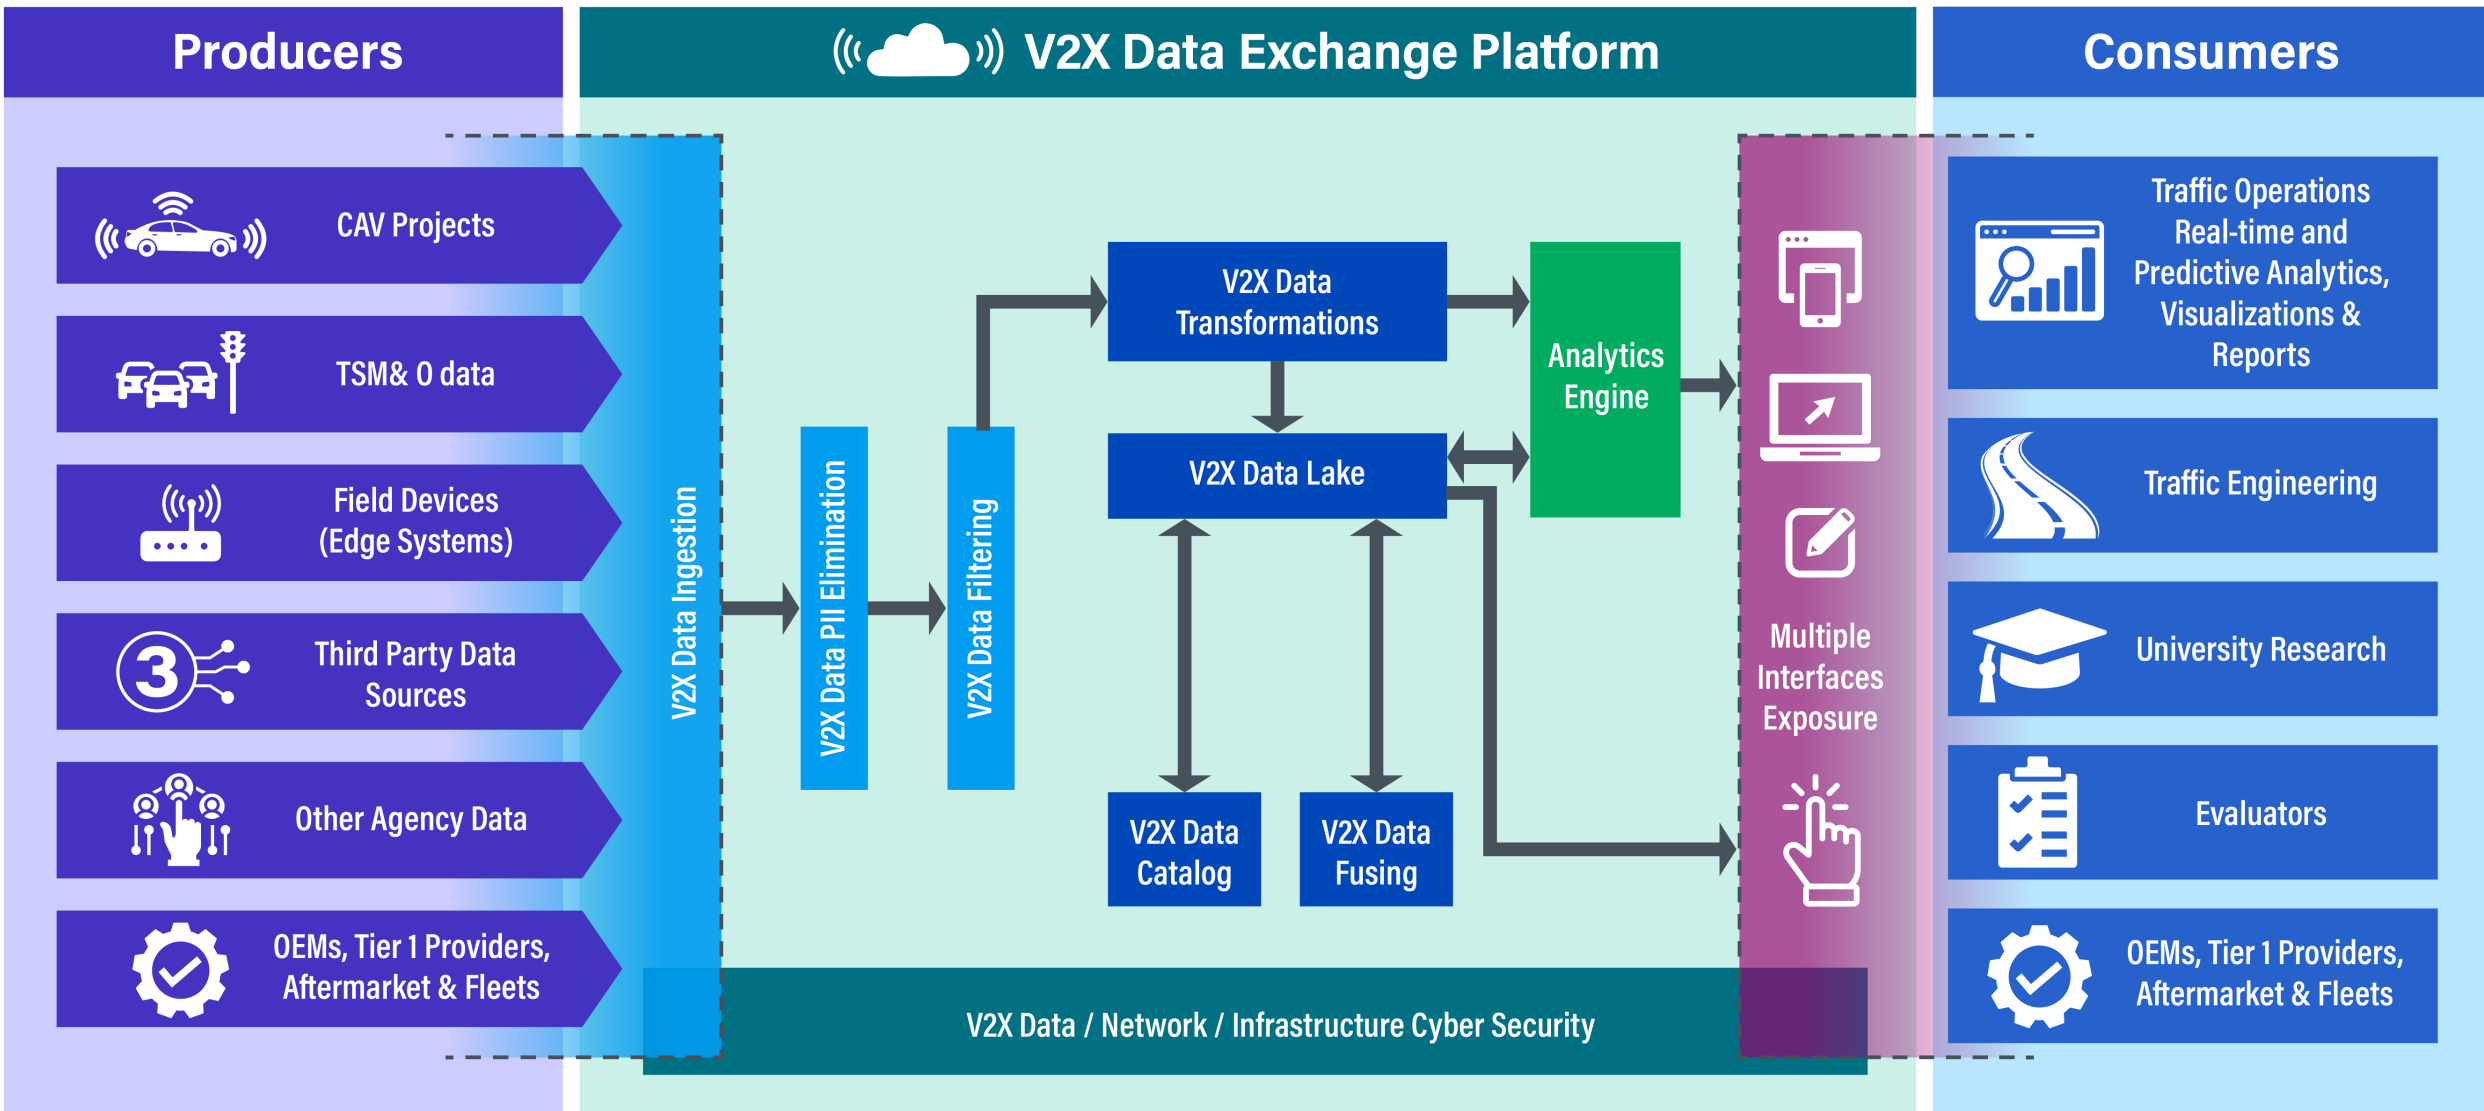 Producers
V2X Data Exchange Platform
Consumers
CAV Projects
TSM& O data
Field Devices
(Edge Systems)
3
Third Party Data
Sources
Other Agency Data
OEMs, Tier 1 Providers,
Aftermarket & Fleets
V2X Data Ingestion
V2X Data PII Elimination
V2X Data Filtering
V2X Data
Transformations
V2X Data Lake
V2X Data
Catalog
V2X Data
Fusing
Analytics
Engine
Multiple
Interfaces
Exposure
V2X Data / Network / Infrastructure Cyber Security
Traffic Operations
Real-time and
Predictive Analytics,
Visualizations &
Reports
Traffic Engineering
University Research
Evaluators
OEMs, Tier 1 Providers,
Aftermarket & Fleets